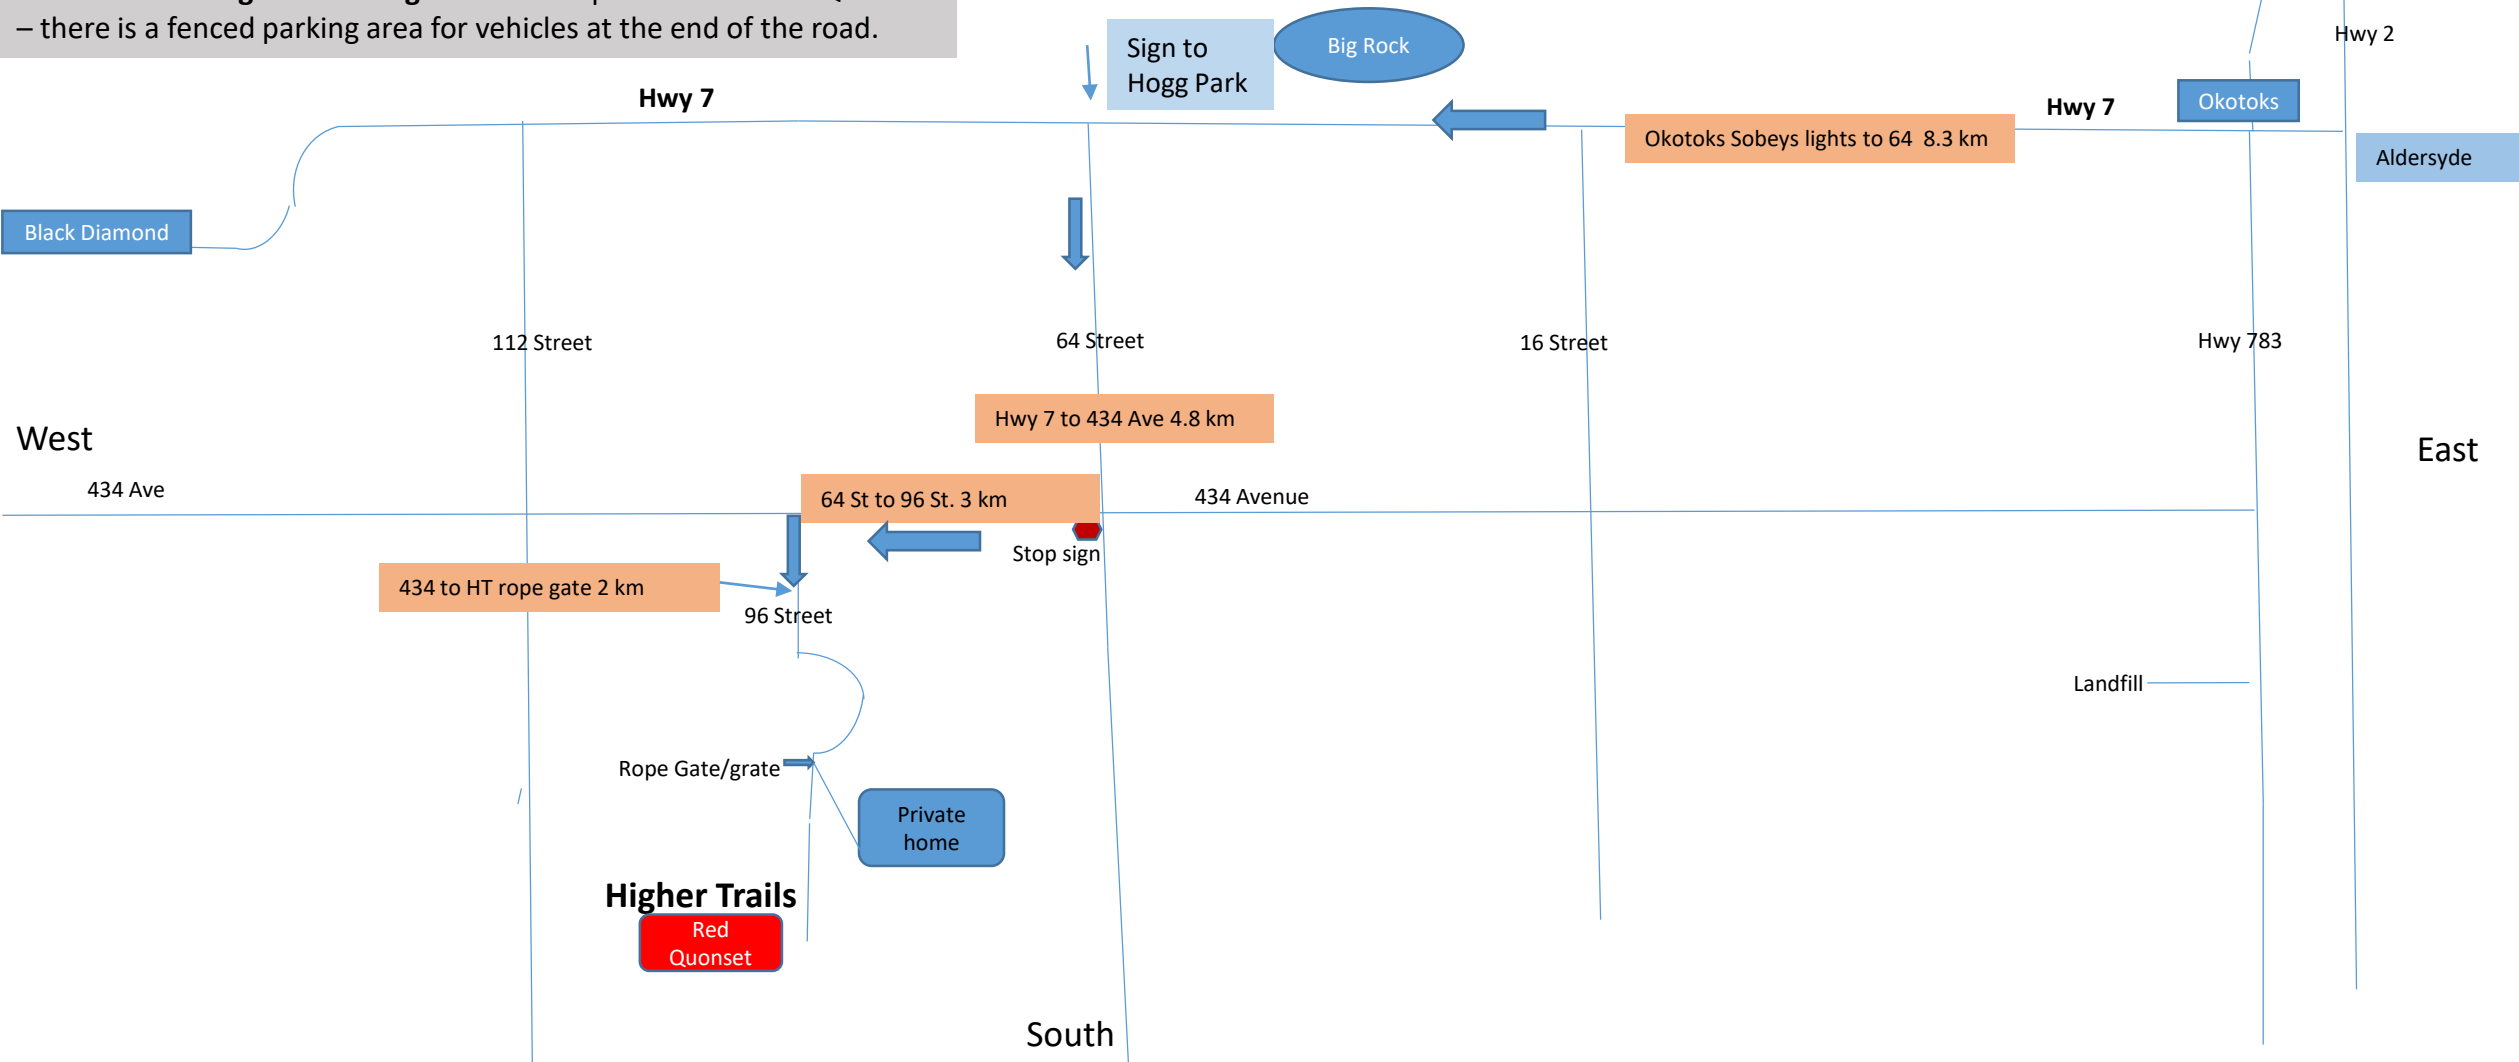 – there is a fenced parking area for vehicles at the end of the road.
Sign to
Hogg Park
Big Rock
Hwy 2
Hwy 7
Okotoks
Hwy 7
Okotoks Sobeys lights to 64  8.3 km
Aldersyde
Black Diamond
112 Street
64 Street
16 Street
Hwy 783
Hwy 7 to 434 Ave 4.8 km
West
East
434 Ave
64 St to 96 St. 3 km
434 Avenue
Stop sign
434 to HT rope gate 2 km
96 Street
Landfill
Rope Gate/grate
Private
home
Higher Trails
Red
Quonset
South